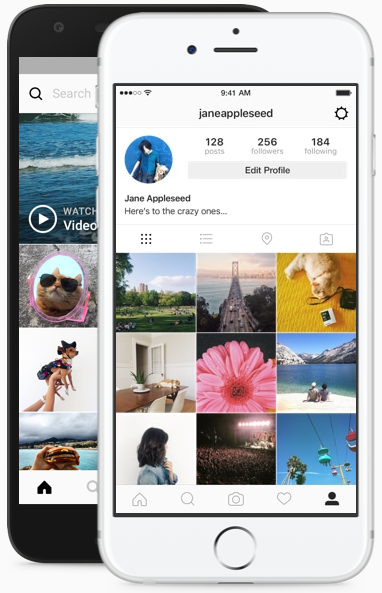 Search
WATCH
Video
9:41 AM
janeappleseed
128
256
184
posts
followers
following
Edit Profile
Jane Appleseed
Here's to the crazy ones...